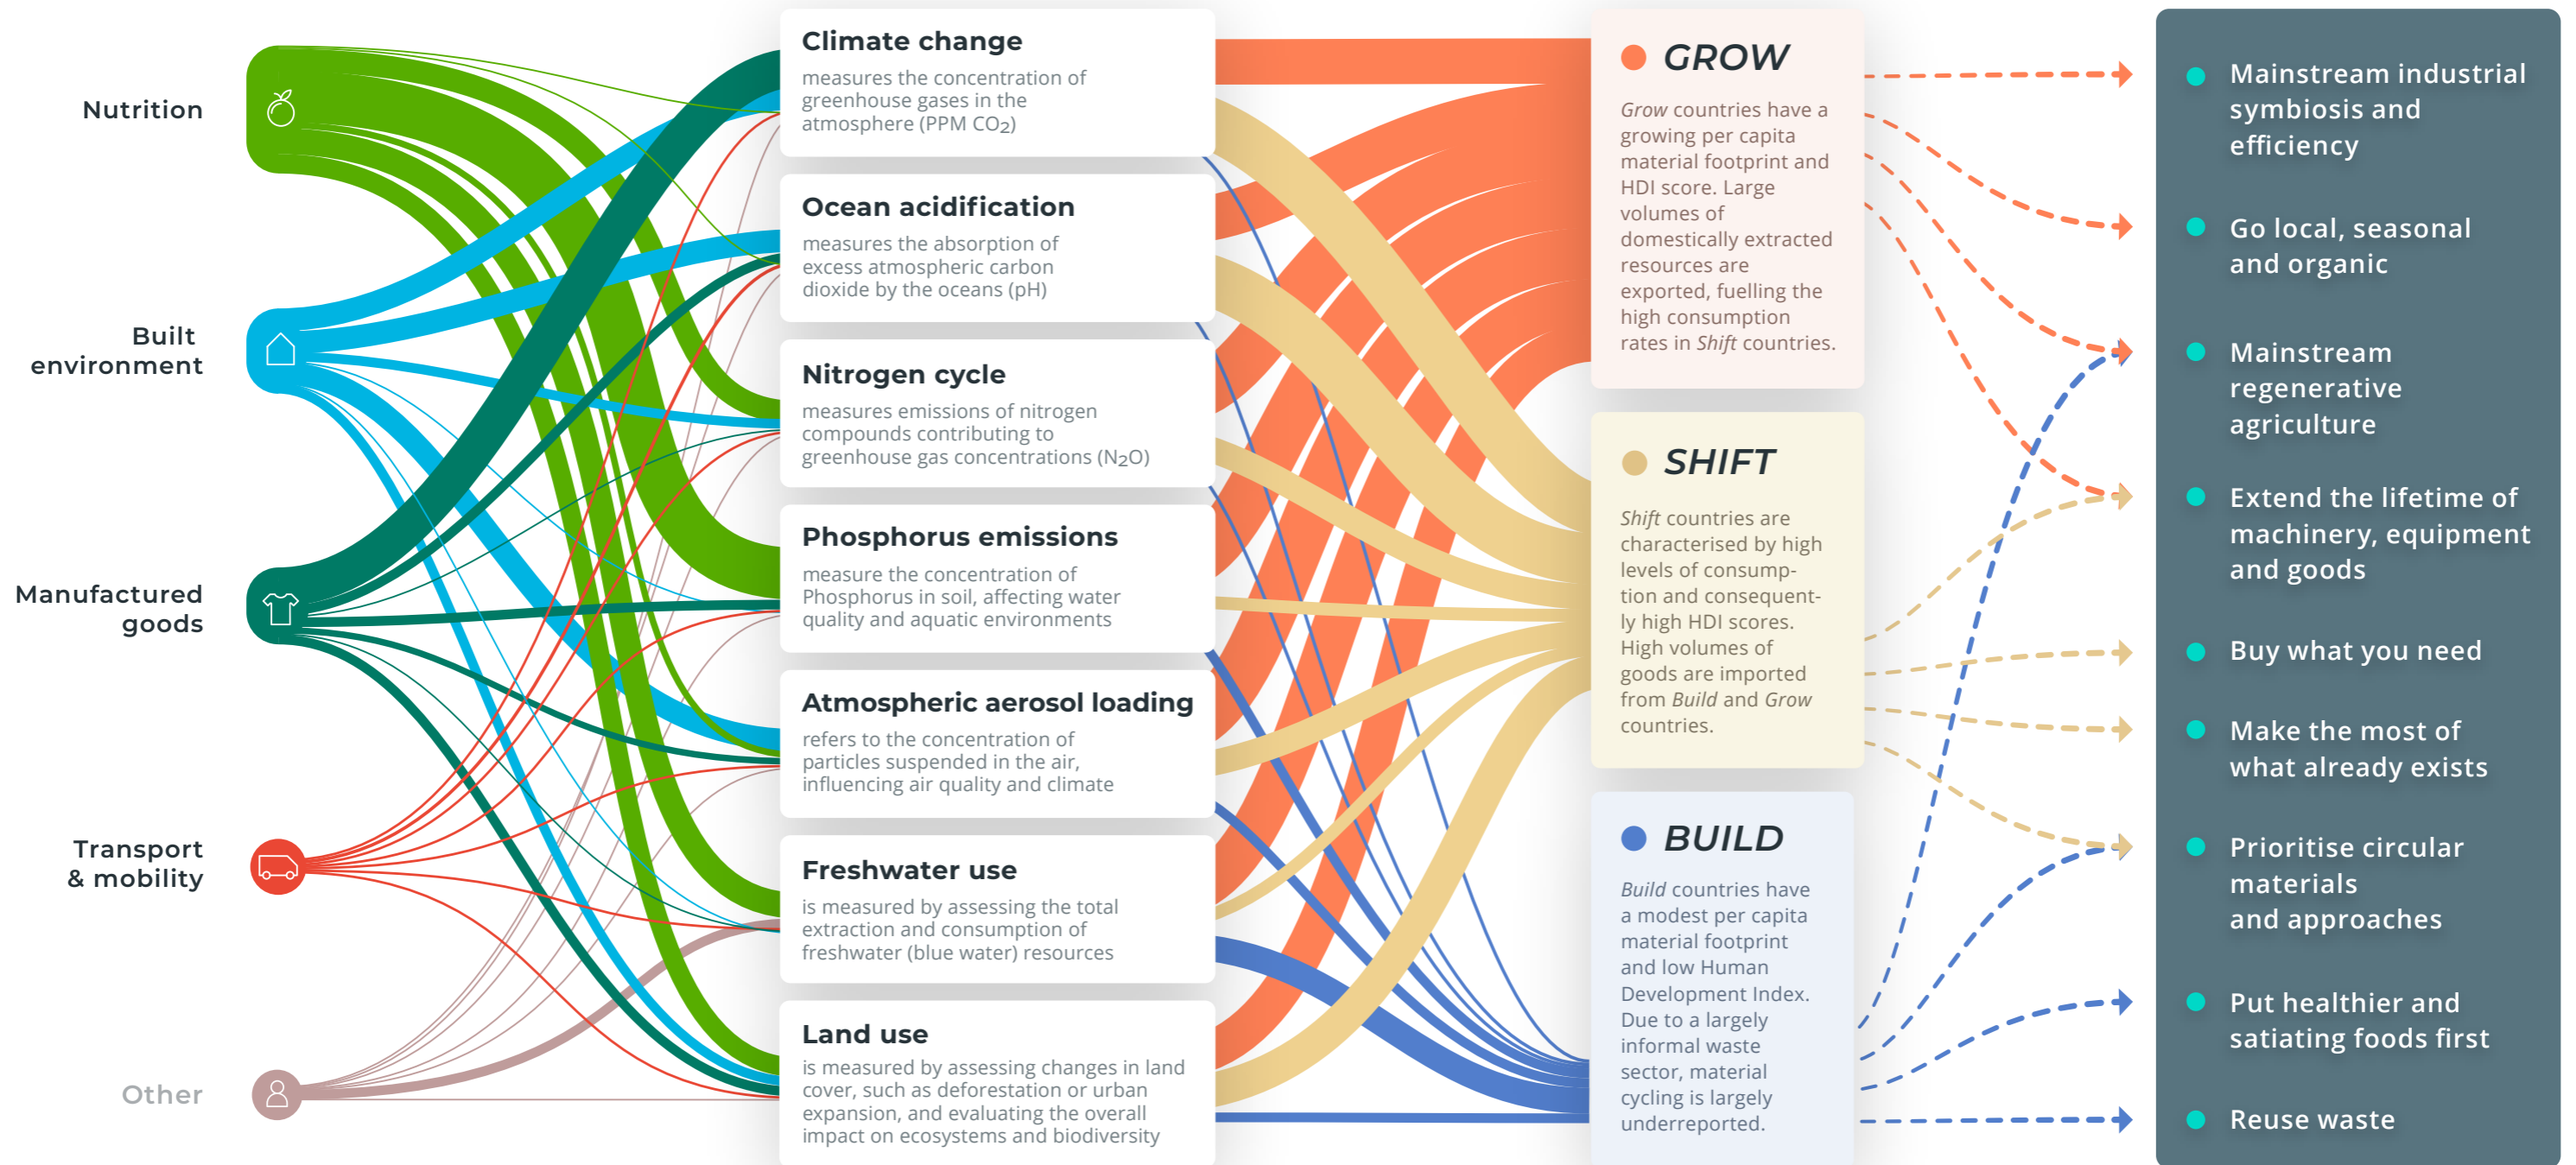 Nutrition
Built
environment
Manufactured
goods
Transport
& mobility
Other
Climate change
measures the concentration of
greenhouse gases in the
atmosphere (PPM CO₂)
Ocean acidification
measures the absorption of
excess atmospheric carbon
dioxide by the oceans (pH)
Nitrogen cycle
measures emissions of nitrogen
compounds contributing to
greenhouse gas concentrations (N₂O)
Phosphorus emissions
measure the concentration of
Phosphorus in soil, affecting water
quality and aquatic environments
Atmospheric aerosol loading
refers to the concentration of
particles suspended in the air,
influencing air quality and climate
Freshwater use
is measured by assessing the total
extraction and consumption of
freshwater (blue water) resources
Land use
is measured by assessing changes in land
cover, such as deforestation or urban
expansion, and evaluating the overall
impact on ecosystems and biodiversity
GROW
Grow countries have a
growing per capita
material footprint and
HDI score. Large
volumes of
domestically extracted
resources are
exported, fuelling the
high consumption
rates in Shift countries.
SHIFT
Shift countries are
characterised by high
levels of consump-
tion and consequent-
ly high HDI scores.
High volumes of
goods are imported
from Build and Grow
countries.
BUILD
Build countries have
a modest per capita
material footprint
and low Human
Development Index.
Due to a largely
informal waste
sector, material
cycling is largely
underreported.
Mainstream industrial
symbiosis and
efficiency
Go local, seasonal
and organic
Mainstream
regenerative
agriculture
Extend the lifetime of
machinery, equipment
and goods
Buy what you need
Make the most of
what already exists
Prioritise circular
materials
and approaches
Put healthier and
satiating foods first
Reuse waste